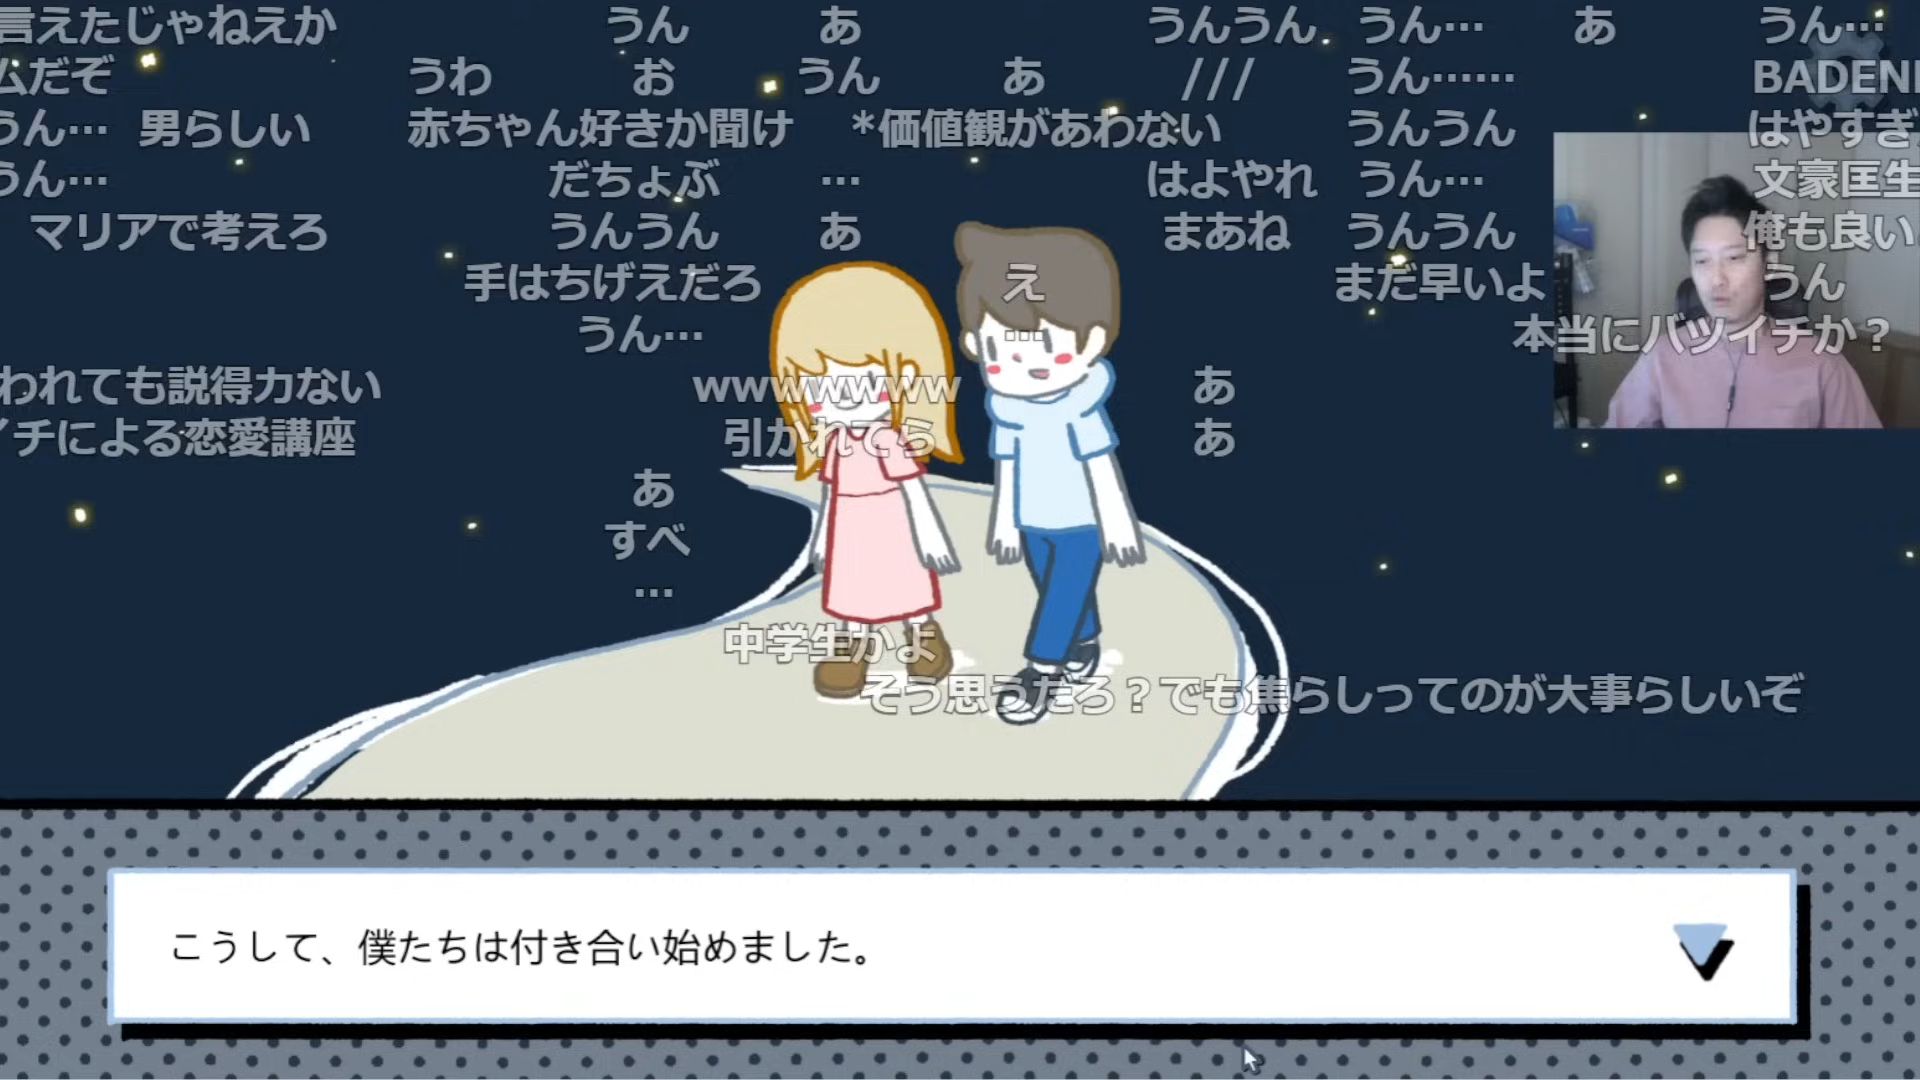 言えたじゃねえか うん あ うんうん うん… あ うん…
ムだぞ うわ お うん あ /// うん…… BADEN
うん… 男らしい 赤ちゃん好きか聞け *価値観があわない うんうん はやすぎ
うん… だちょぶ … はよやれ うん… 文豪匡生
マリアで考えろ うんうん あ まあね うんうん 俺も良い
手はちげえだろ え まだ早いよ うん
うん… … 本当にバツイチか？
われても説得力ない wwwwwwww あ
イチによる恋愛講座 引かれてら あ
あ
すべ
…
中学生かよ
そう思うだろ？でも焦らしってのが大事らしいぞ
こうして、僕たちは付き合い始めました。